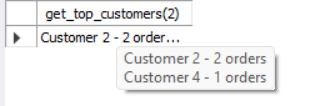 get_top_customers(2)
Customer 2 - 2 order...
Customer 2 - 2 orders
Customer 4 - 1 orders